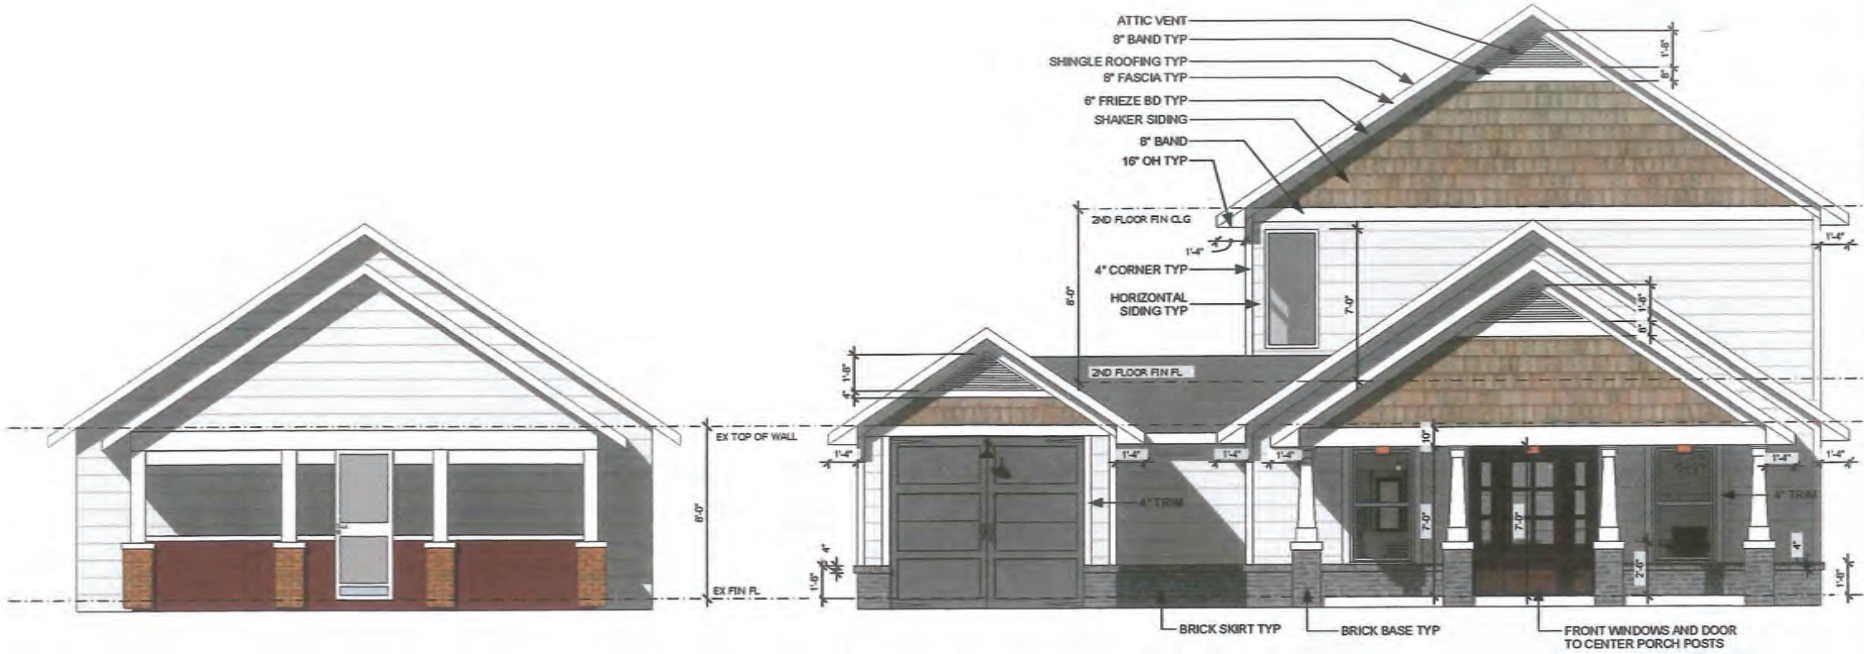 ATTIC VENT
8" BAND TYP
SHINGLE ROOFING TYP
8" FASCIA TYP
6" FRIEZE BD TYP
SHAKER SIDING
8" BAND
16" OH TYP
1'-8"
8"
2ND FLOOR FIN CLG
1'-4"
1'-4"
4" CORNER TYP
8'-0"
7'-0"
HORIZONTAL
SIDING TYP
1'-8"
6"
2ND FLOOR FIN FL
1'-8"
4"
EX TOP OF WALL
10"
1'-4"
1'-4"
1'-4"
1'-4"
1'-4"
1'-4"
8'-0"
4" TRIM
7'-0"
7'-0"
4" TRIM
4"
1'-6"
2'-6"
4"
1'-6"
EX FIN FL
BRICK SKIRT TYP
BRICK BASE TYP
FRONT WINDOWS AND DOOR
TO CENTER PORCH POSTS